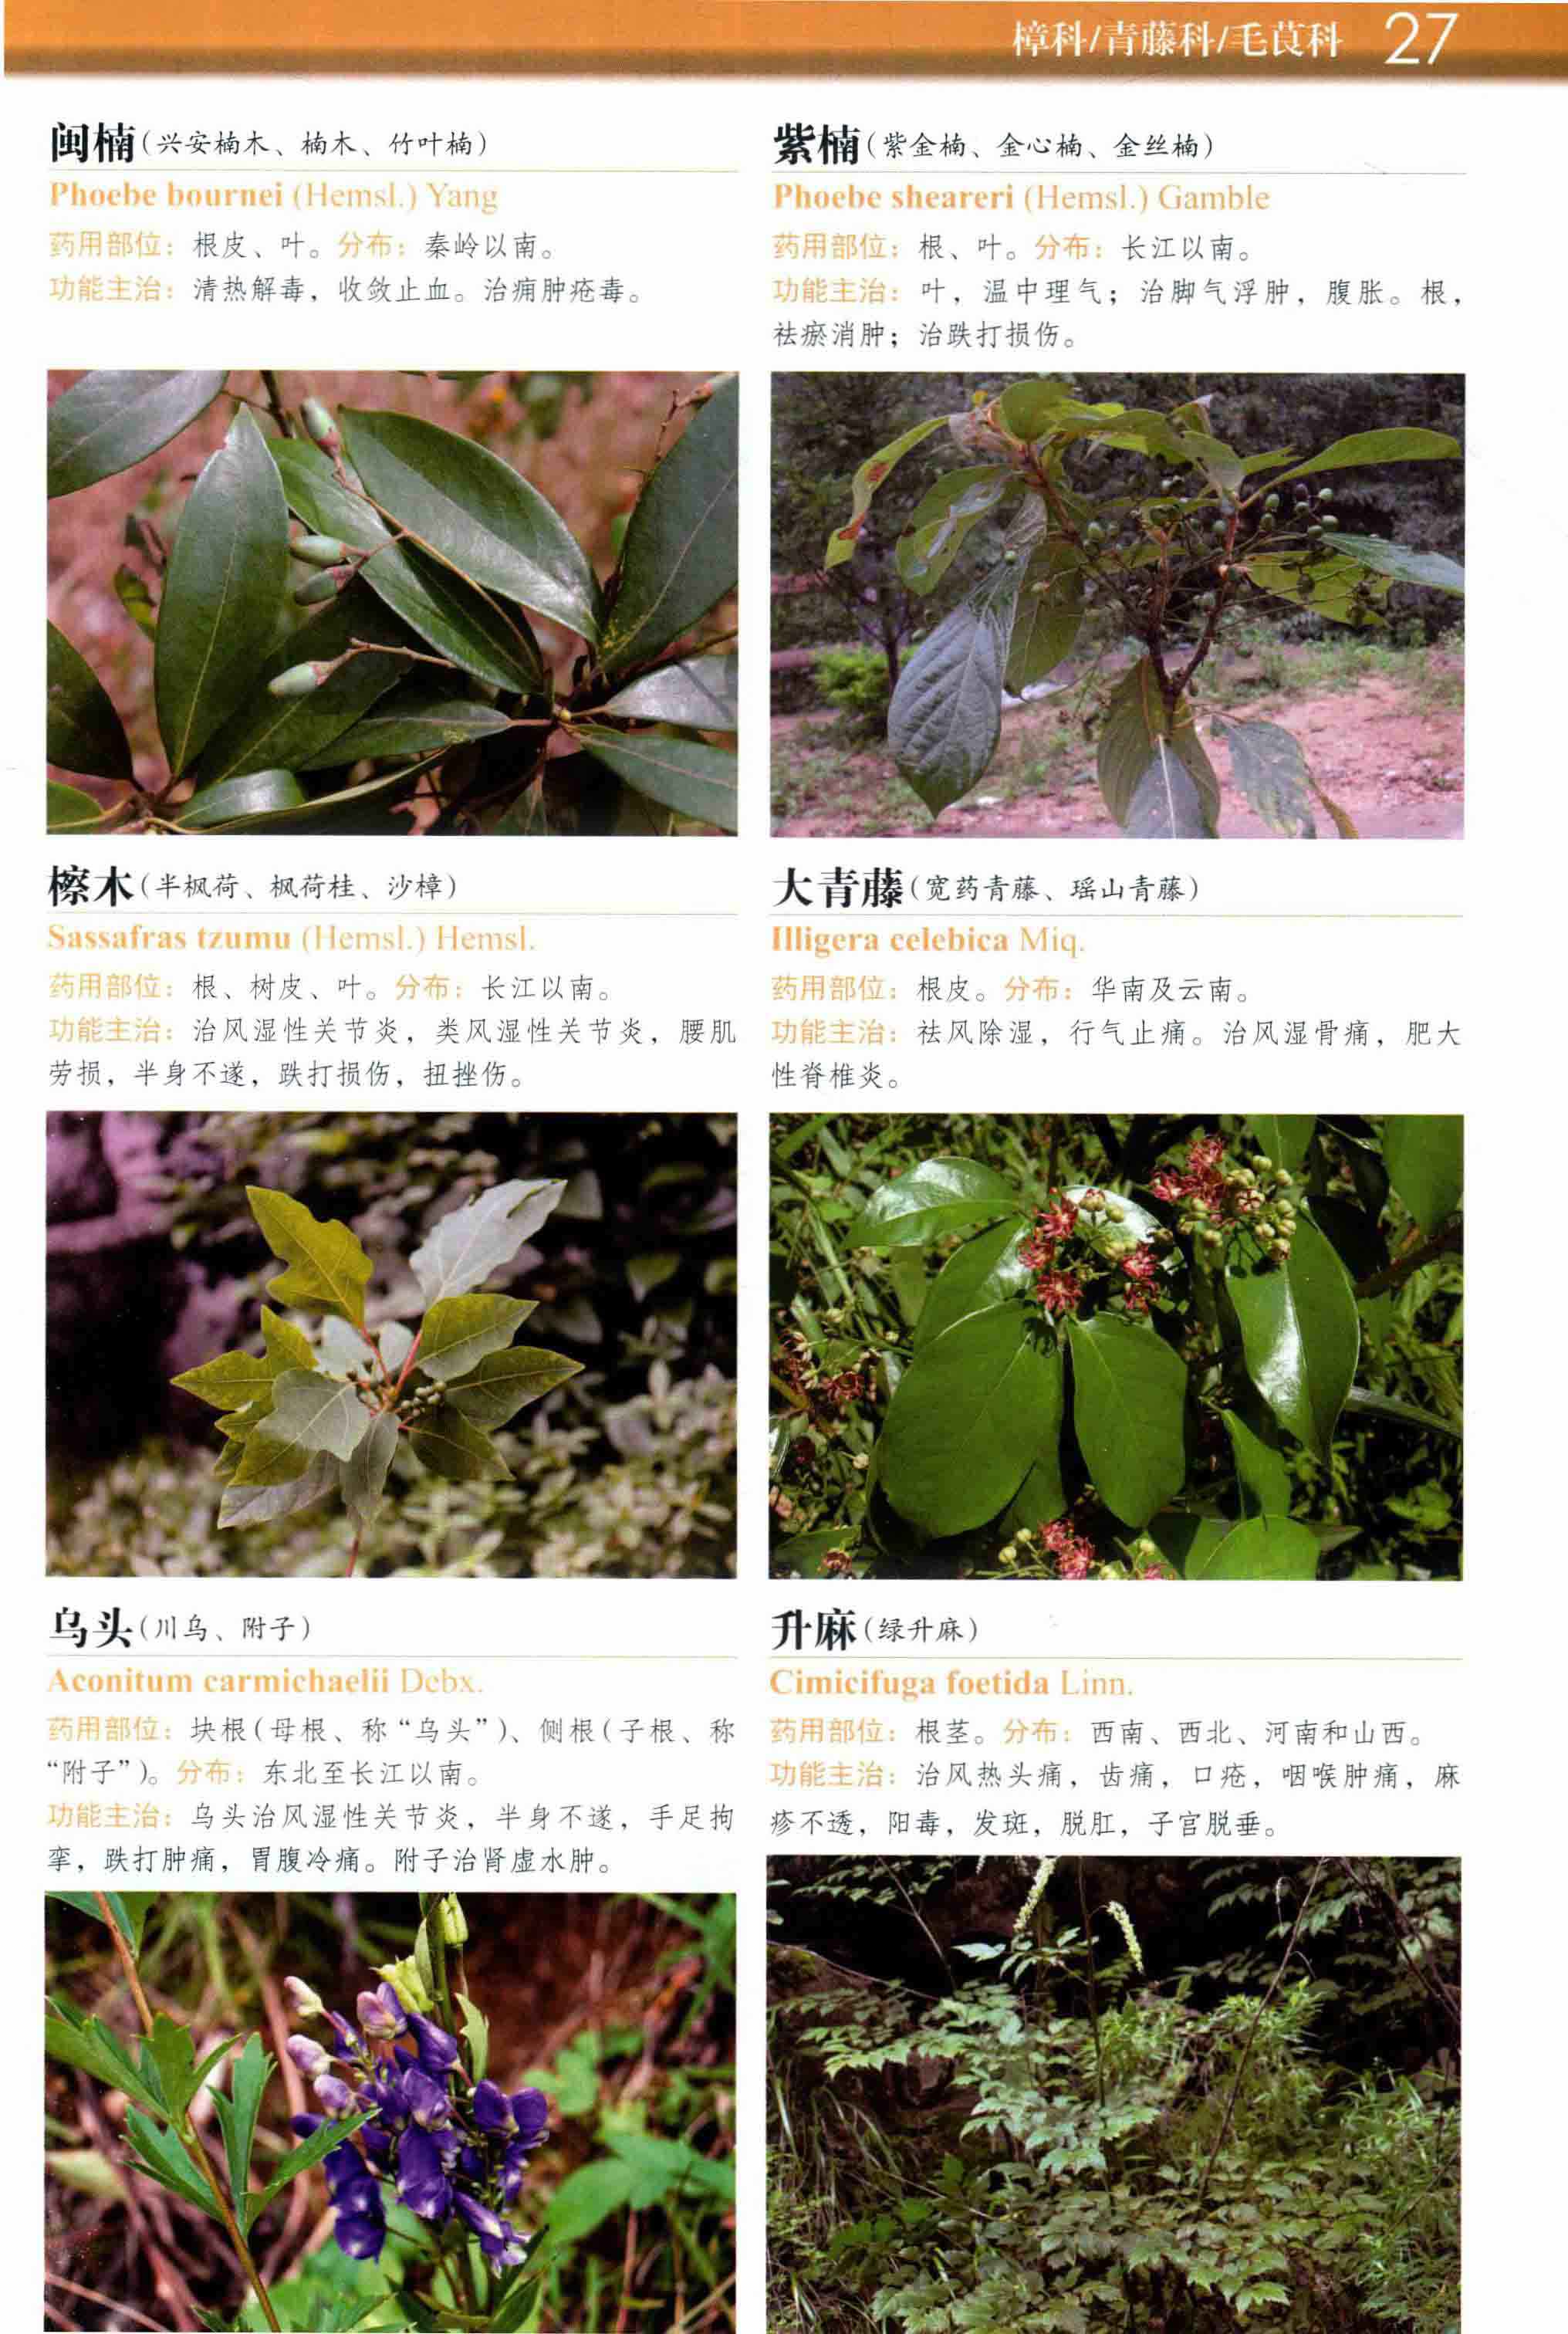 樟科/青藤科/毛茛科 27
闽楠(兴安楠木、楠木、竹叶楠)
Phoebe bournei (Hemsl.) Yang
药用部位：根皮、叶。分布：秦岭以南。
功能主治：清热解毒，收敛止血。治痈肿疮毒。
紫楠(紫金楠、金心楠、金丝楠)
Phoebe sheareri (Hemsl.) Gamble
药用部位：根、叶。分布：长江以南。
功能主治：叶，温中理气；治脚气浮肿，腹胀。根，
祛瘀消肿；治跌打损伤。
檫木(半枫荷、枫荷桂、沙樟)
Sassafras tzumu (Hemsl.) Hemsl.
药用部位：根、树皮、叶。分布：长江以南。
功能主治：治风湿性关节炎，类风湿性关节炎，腰肌
劳损，半身不遂，跌打损伤，扭挫伤。
大青藤(宽药青藤、瑶山青藤)
Illigera celebica Miq.
药用部位：根皮。分布：华南及云南。
功能主治：祛风除湿，行气止痛。治风湿骨痛，肥大
性脊椎炎。
乌头(川乌、附子)
Aconitum carmichaelii Debx.
药用部位：块根(母根、称“乌头”)、侧根(子根、称
“附子”)。分布：东北至长江以南。
功能主治：乌头治风湿性关节炎，半身不遂，手足拘
挛，跌打肿痛，胃腹冷痛。附子治肾虚水肿。
升麻(绿升麻)
Cimicifuga foetida Linn.
药用部位：根茎。分布：西南、西北、河南和山西。
功能主治：治风热头痛，齿痛，口疮，咽喉肿痛，麻
疹不透，阳毒，发斑，脱肛，子宫脱垂。